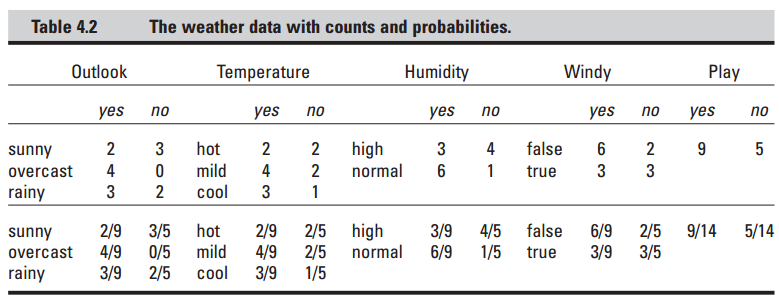 Table 4.2 The weather data with counts and probabilities.
Outlook Temperature Humidity Windy Play
yes no yes no yes no yes no yes no
sunny 2 3 hot 2 2 high 3 4 false 6 2 9 5
overcast 4 0 mild 4 2 normal 6 1 true 3 3
rainy 3 2 cool 3 1
sunny 2/9 3/5 hot 2/9 2/5 high 3/9 4/5 false 6/9 2/5 9/14 5/14
overcast 4/9 0/5 mild 4/9 2/5 normal 6/9 1/5 true 3/9 3/5
rainy 3/9 2/5 cool 3/9 1/5